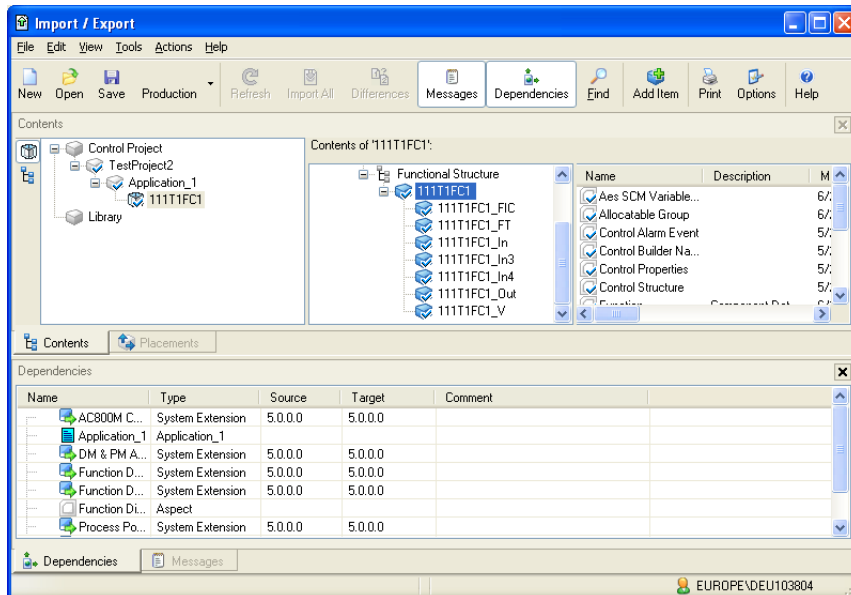 Import / Export
File Edit View Tools Actions Help
New Open Save Production Refresh Import All Differences Messages Dependencies Find Add Item Print Options Help
Contents
Control Project
TestProject2
Application_1
111T1FC1
Library
Contents of '111T1FC1':
Functional Structure
111T1FC1
111T1FC1_FIC
111T1FC1_FT
111T1FC1_In
111T1FC1_In3
111T1FC1_In4
111T1FC1_Out
111T1FC1_V
Name Description M
Aes SCM Variable... 6/
Allocatable Group 6/
Control Alarm Event 5/
Control Builder Na... 5/
Control Properties 5/
Control Structure 5/
Contents Placements
Dependencies
Name Type Source Target Comment
AC800M C... System Extension 5.0.0.0 5.0.0.0
Application_1 Application_1
DM & PM A... System Extension 5.0.0.0 5.0.0.0
Function D... System Extension 5.0.0.0 5.0.0.0
Function D... System Extension 5.0.0.0 5.0.0.0
Function Di... Aspect
Process Po... System Extension 5.0.0.0 5.0.0.0
Dependencies Messages
EUROPE\DEU103804